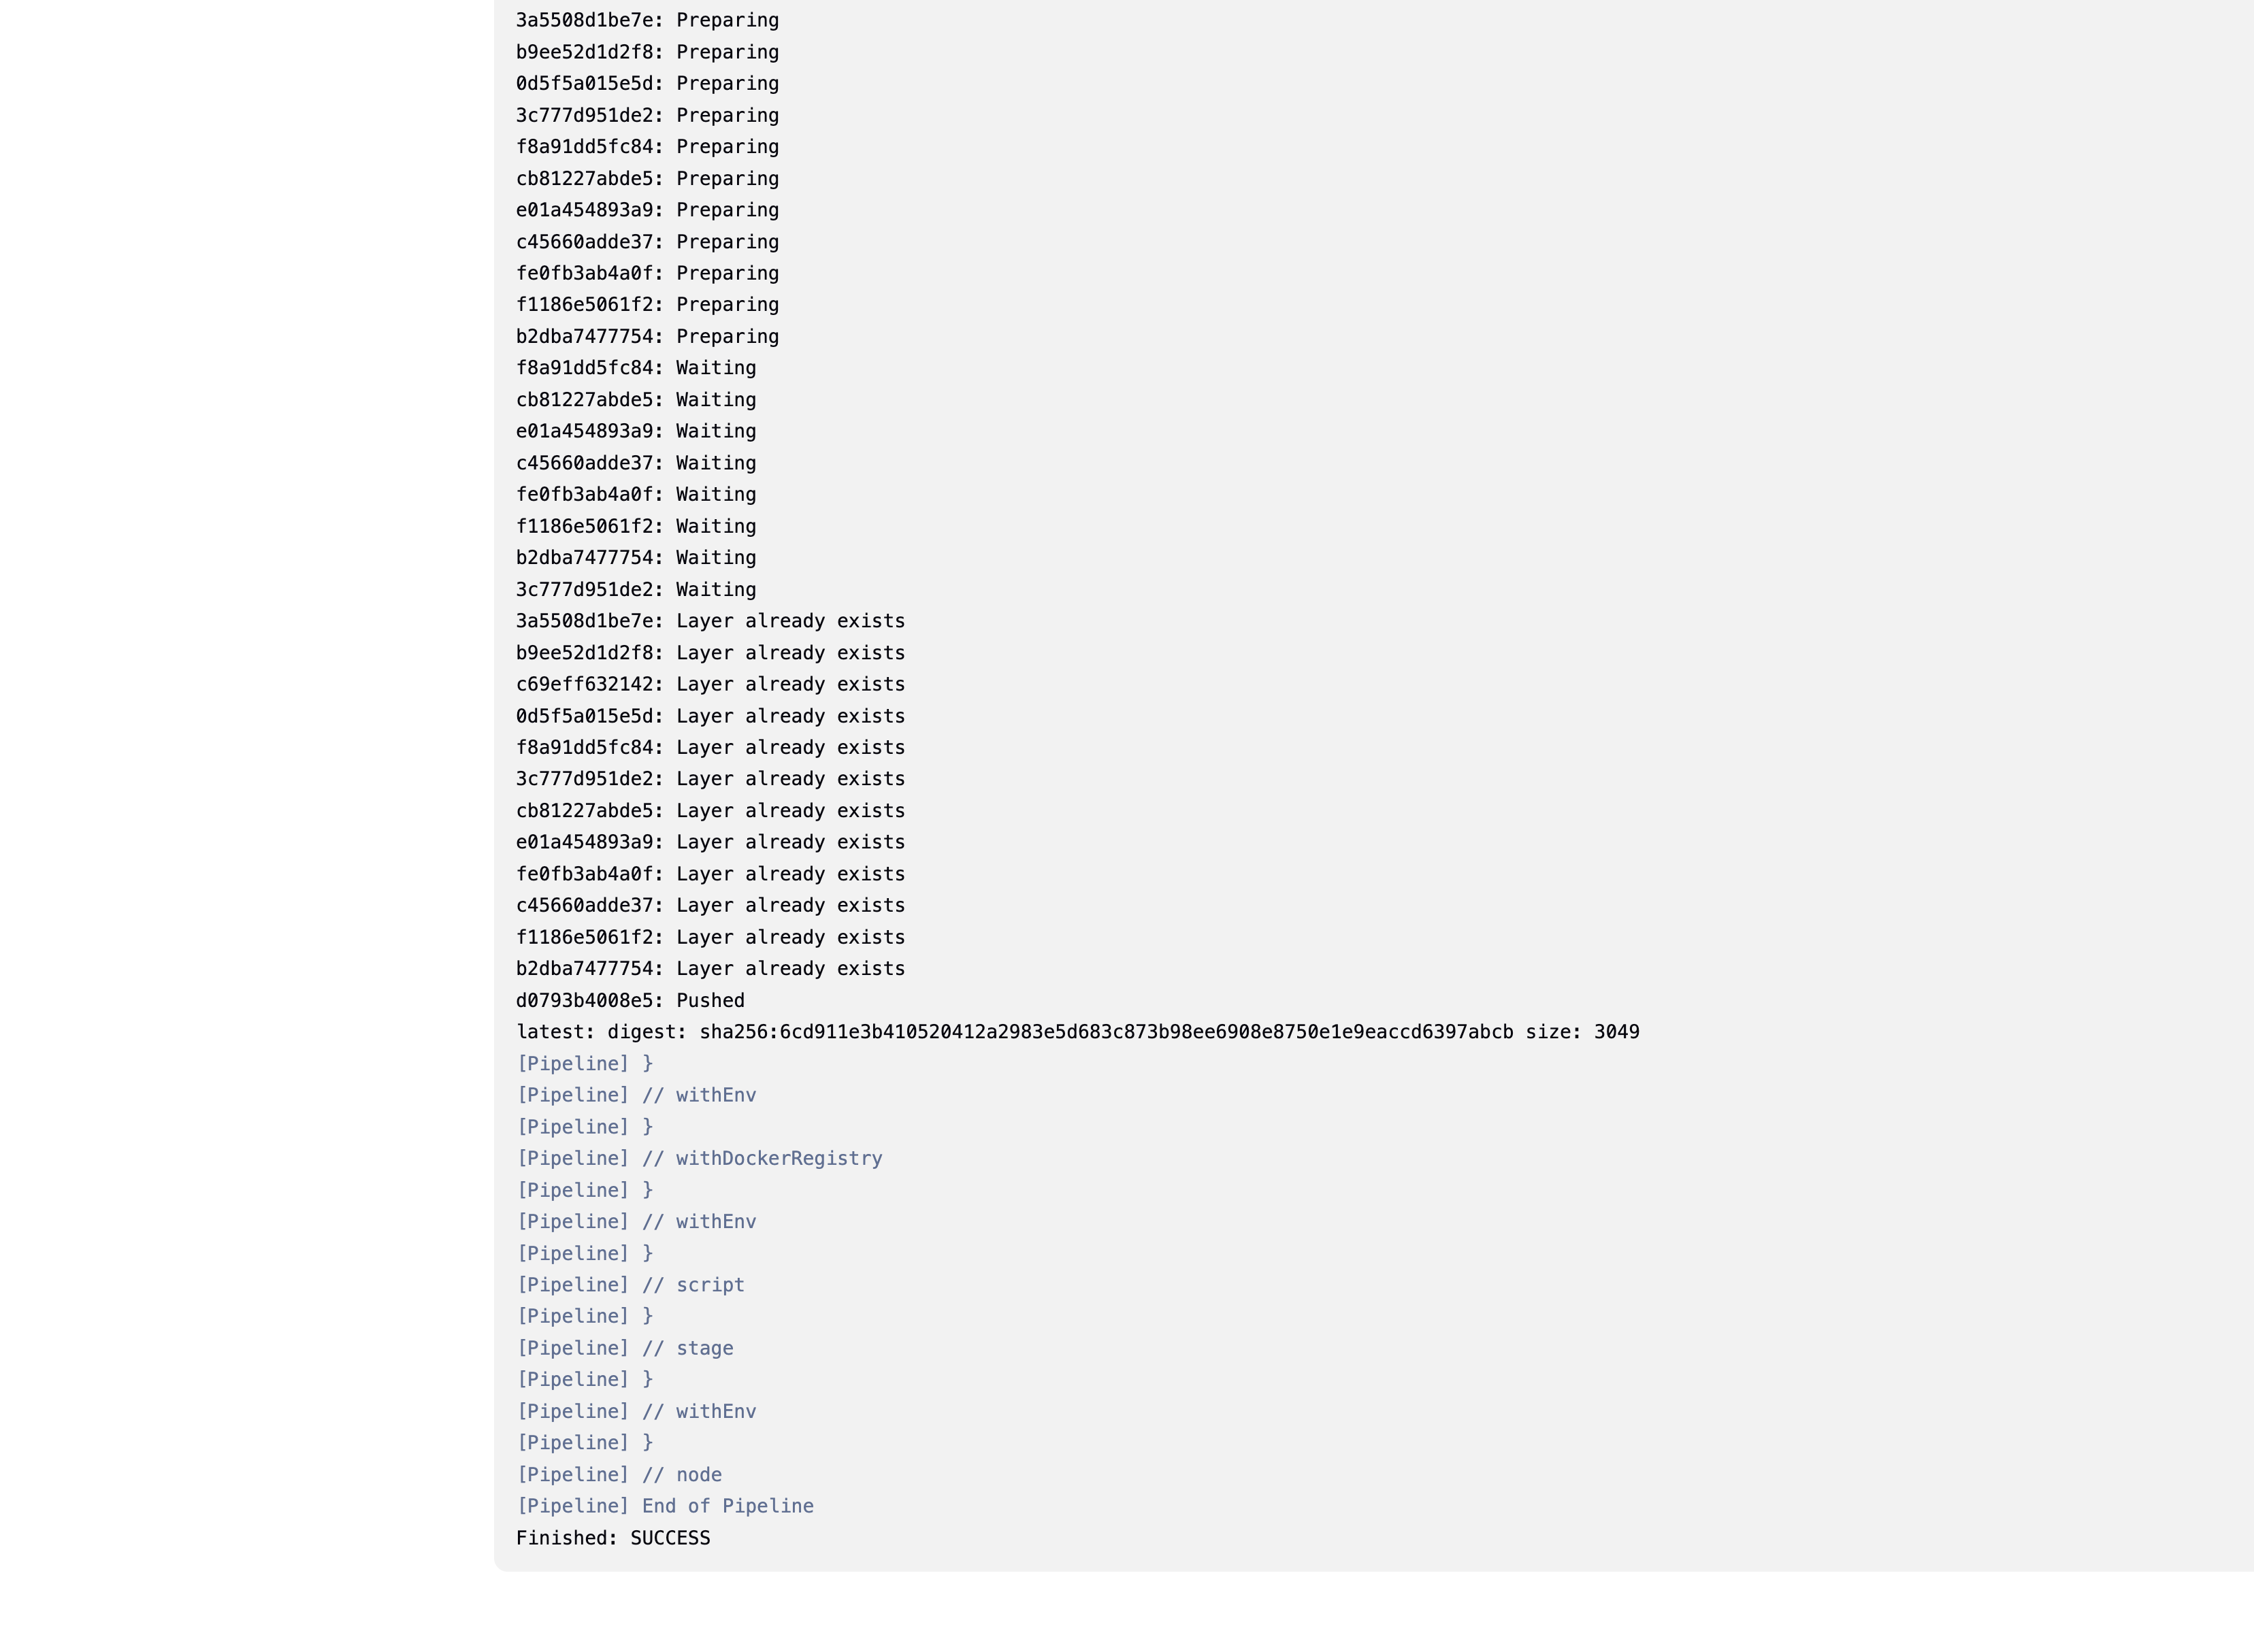 3a5508d1be7e: Preparing
b9ee52d1d2f8: Preparing
0d5f5a015e5d: Preparing
3c777d951de2: Preparing
f8a91dd5fc84: Preparing
cb81227abde5: Preparing
e01a454893a9: Preparing
c45660adde37: Preparing
fe0fb3ab4a0f: Preparing
f1186e5061f2: Preparing
b2dba7477754: Preparing
f8a91dd5fc84: Waiting
cb81227abde5: Waiting
e01a454893a9: Waiting
c45660adde37: Waiting
fe0fb3ab4a0f: Waiting
f1186e5061f2: Waiting
b2dba7477754: Waiting
3c777d951de2: Waiting
3a5508d1be7e: Layer already exists
b9ee52d1d2f8: Layer already exists
c69eff632142: Layer already exists
0d5f5a015e5d: Layer already exists
f8a91dd5fc84: Layer already exists
3c777d951de2: Layer already exists
cb81227abde5: Layer already exists
e01a454893a9: Layer already exists
fe0fb3ab4a0f: Layer already exists
c45660adde37: Layer already exists
f1186e5061f2: Layer already exists
b2dba7477754: Layer already exists
d0793b4008e5: Pushed
latest: digest: sha256:6cd911e3b410520412a2983e5d683c873b98ee6908e8750e1e9eaccd6397abcb size: 3049
[Pipeline] }
[Pipeline] // withEnv
[Pipeline] }
[Pipeline] // withDockerRegistry
[Pipeline] }
[Pipeline] // withEnv
[Pipeline] }
[Pipeline] // script
[Pipeline] }
[Pipeline] // stage
[Pipeline] }
[Pipeline] // withEnv
[Pipeline] }
[Pipeline] // node
[Pipeline] End of Pipeline
Finished: SUCCESS